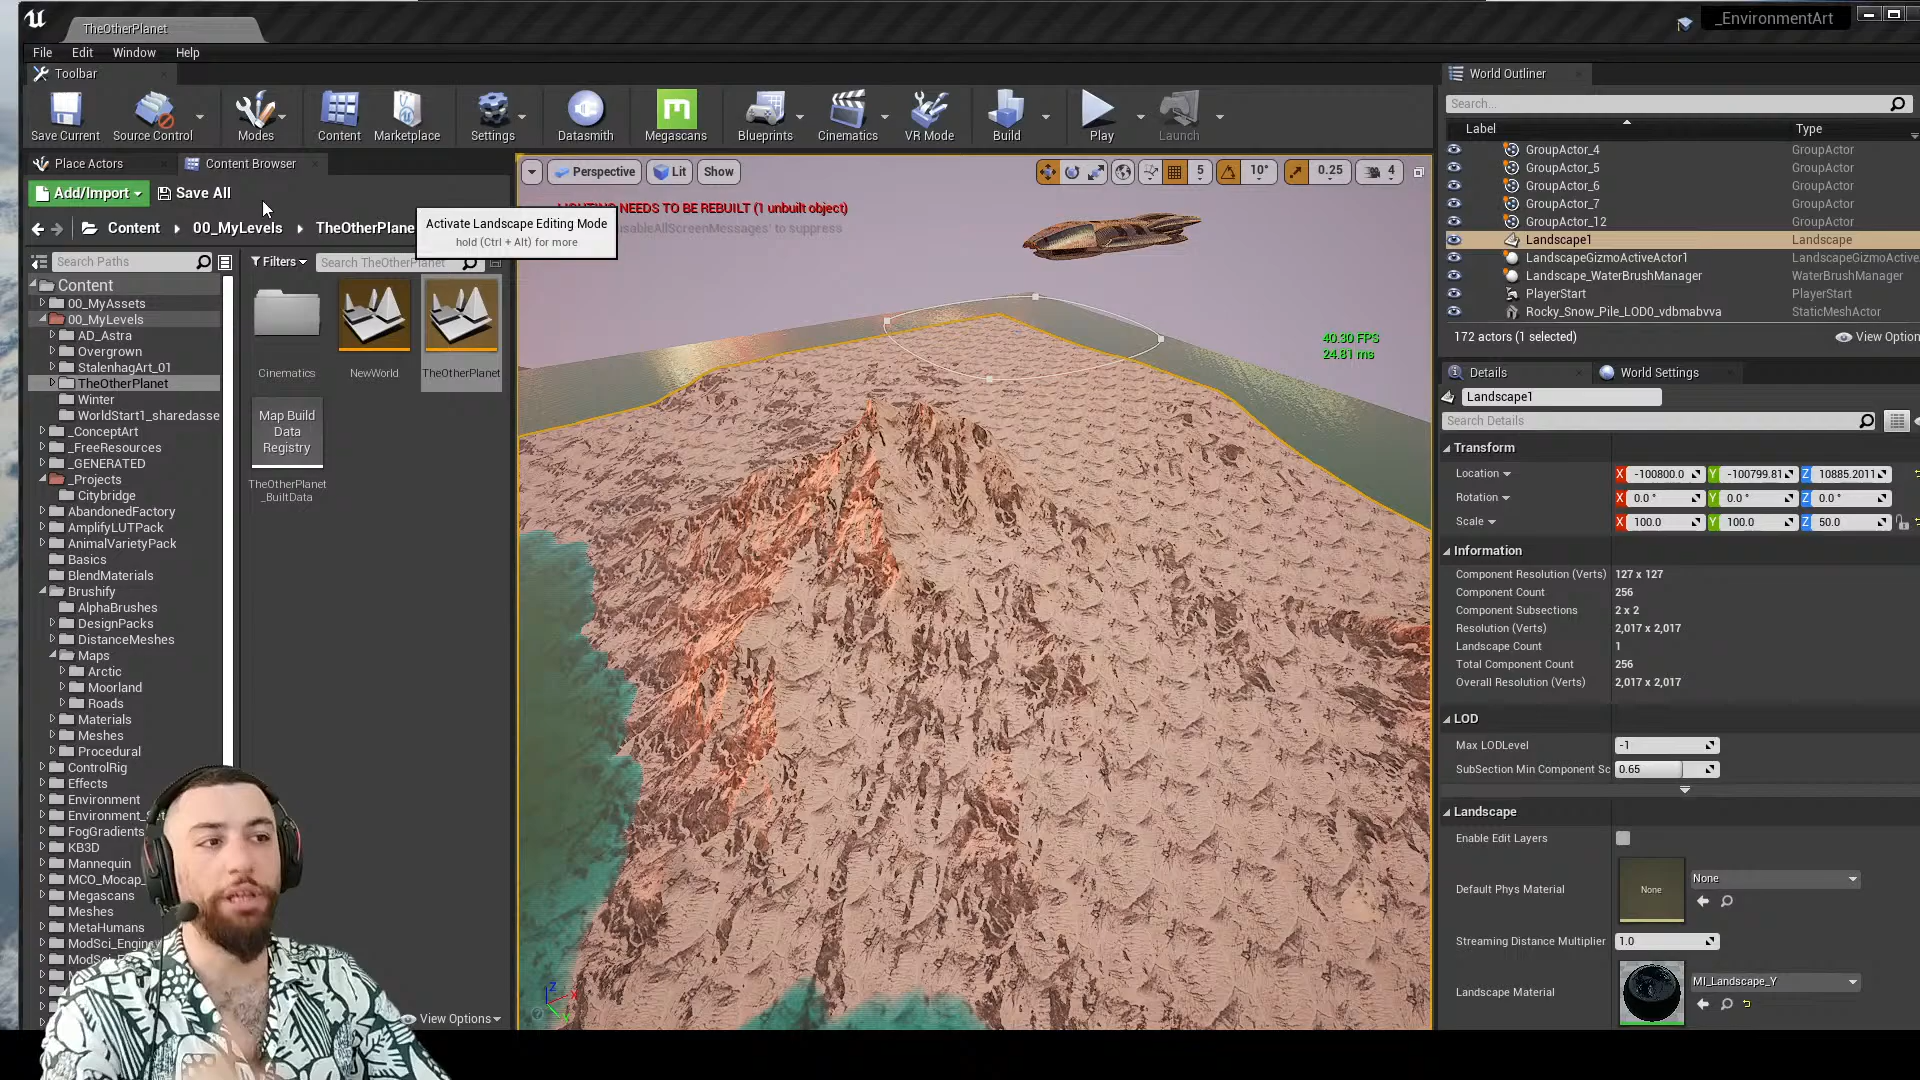 TheOtherPlanet
_EnvironmentArt
File Edit Window Help
Toolbar
Save Current
Source Control
Modes
Content
Marketplace
Settings
Datasmith
Megascans
Blueprints
Cinematics
VR Mode
Build
Play
Launch
Place Actors
Content Browser
Add/Import
Save All
Content
00_MyLevels
TheOtherPlane
Activate Landscape Editing Mode
hold (Ctrl + Alt) for more
Search Paths
Filters
Search TheOtherPlanet
Content
00_MyAssets
00_MyLevels
AD_Astra
Overgrown
StalenhagArt_01
TheOtherPlanet
Winter
WorldStart1_sharedasse
_ConceptArt
_FreeResources
_GENERATED
_Projects
Citybridge
AbandonedFactory
AmplifyLUTPack
AnimalVarietyPack
Basics
BlendMaterials
Brushify
AlphaBrushes
DesignPacks
DistanceMeshes
Maps
Arctic
Moorland
Roads
Materials
Meshes
Procedural
ControlRig
Effects
Environment
Environment_Set
FogGradients
KB3D
Mannequin
MCO_Mocap_
Megascans
Meshes
MetaHumans
ModSci_Engin
Cinematics
NewWorld
TheOtherPlanet
Map Build
Data
Registry
TheOtherPlanet
_BuiltData
View Options
Perspective
Lit
Show
5
10°
0.25
4
NEEDS TO BE REBUILT (1 unbuilt object)
sableAllScreenMessages' to suppress
40.30 FPS
24.81 ms
Z
X
Y
World Outliner
Search...
Label Type
GroupActor_4 GroupActor
GroupActor_5 GroupActor
GroupActor_6 GroupActor
GroupActor_7 GroupActor
GroupActor_12 GroupActor
Landscape1 Landscape
LandscapeGizmoActiveActor1 LandscapeGizmoActive
Landscape_WaterBrushManager WaterBrushManager
PlayerStart PlayerStart
Rocky_Snow_Pile_LOD0_vdbmabvva StaticMeshActor
172 actors (1 selected)
View Option
Details
World Settings
Landscape1
Search Details
Transform
Location X -100800.0 Y -100799.81 Z 10885.2011
Rotation X 0.0 ° Y 0.0 ° Z 0.0 °
Scale X 100.0 Y 100.0 Z 50.0
Information
Component Resolution (Verts) 127 x 127
Component Count 256
Component Subsections 2 x 2
Resolution (Verts) 2,017 x 2,017
Landscape Count 1
Total Component Count 256
Overall Resolution (Verts) 2,017 x 2,017
LOD
Max LODLevel -1
SubSection Min Component Sc 0.65
Landscape
Enable Edit Layers
Default Phys Material
None
None
Streaming Distance Multiplier 1.0
Landscape Material
MI_Landscape_Y